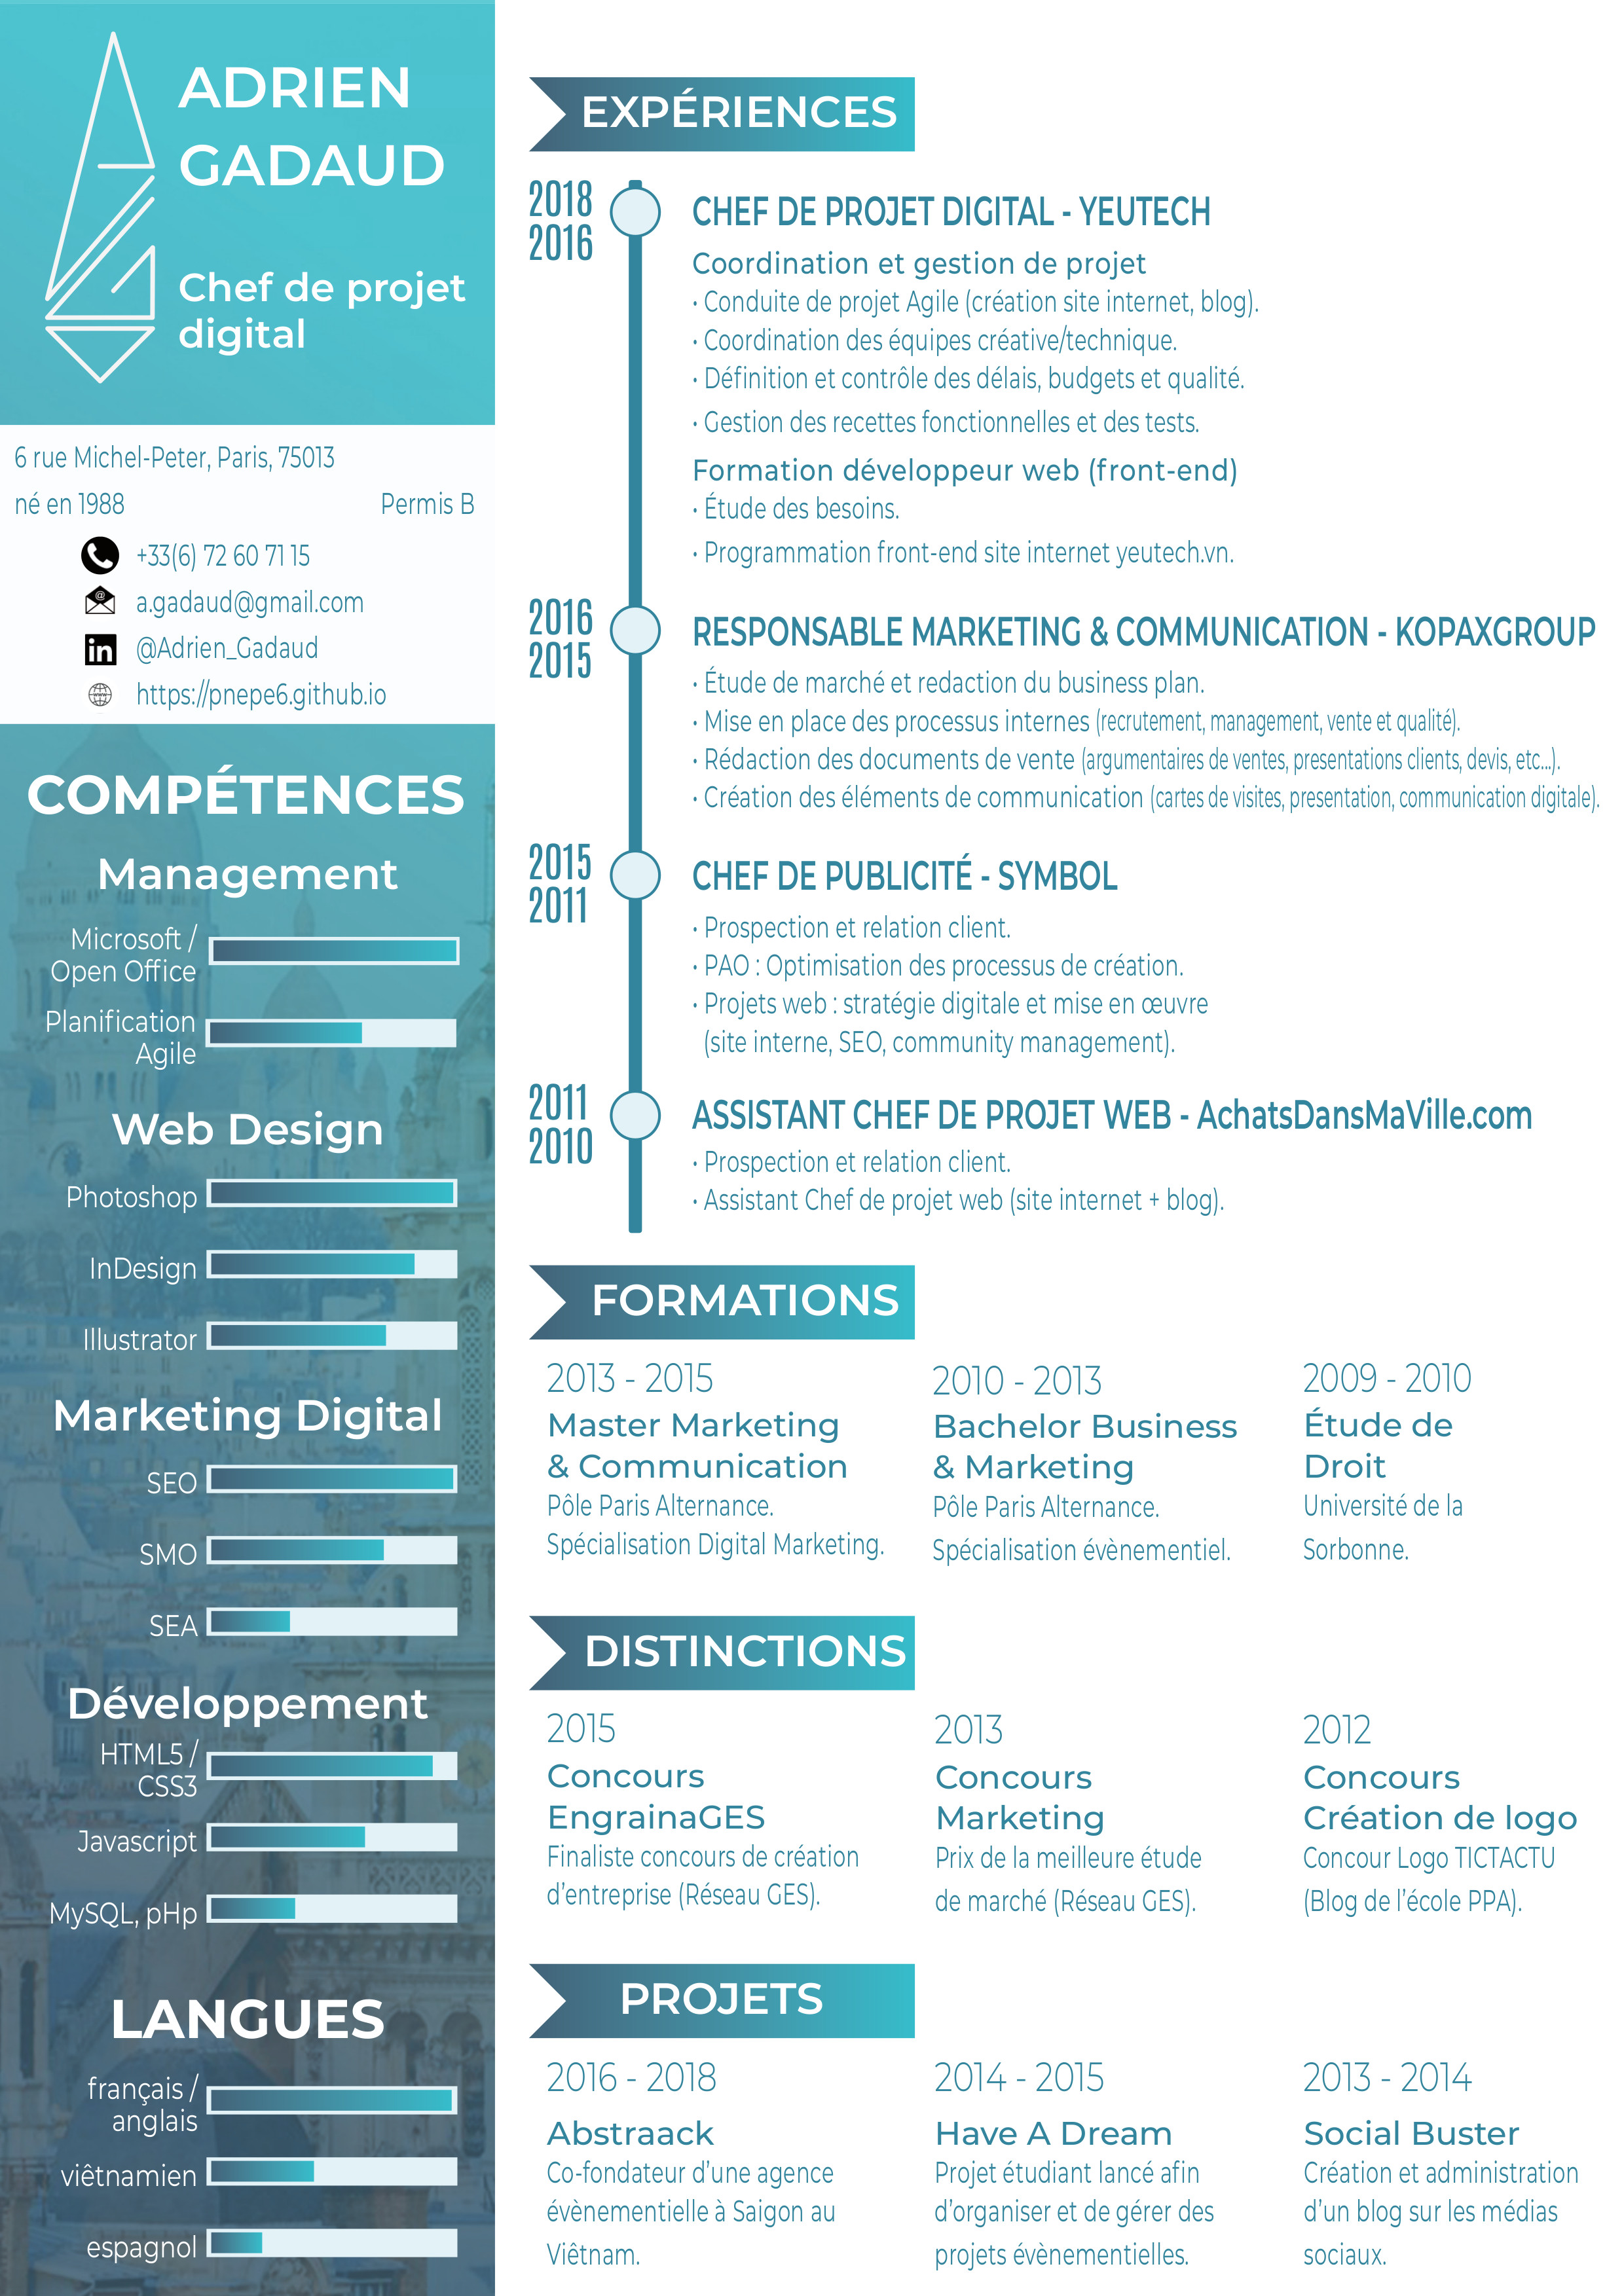 ADRIEN
GADAUD
Chef de projet
digital
6 rue Michel-Peter, Paris, 75013
né en 1988 Permis B
+33(6) 72 60 71 15
a.gadaud@gmail.com
@Adrien_Gadaud
https://pnepe6.github.io
COMPÉTENCES
Management
Microsoft /
Open Office
Planification
Agile
Web Design
Photoshop
InDesign
Illustrator
Marketing Digital
SEO
SMO
SEA
Développement
HTML5 /
CSS3
Javascript
MySQL, pHp
LANGUES
français /
anglais
viêtnamien
espagnol
EXPÉRIENCES
2018
2016
CHEF DE PROJET DIGITAL - YEUTECH
Coordination et gestion de projet
• Conduite de projet Agile (création site internet, blog).
• Coordination des équipes créative/technique.
• Définition et contrôle des délais, budgets et qualité.
• Gestion des recettes fonctionnelles et des tests.
Formation développeur web (front-end)
• Étude des besoins.
• Programmation front-end site internet yeutech.vn.
2016
2015
RESPONSABLE MARKETING & COMMUNICATION - KOPAXGROUP
• Étude de marché et redaction du business plan.
• Mise en place des processus internes (recrutement, management, vente et qualité).
• Rédaction des documents de vente (argumentaires de ventes, presentations clients, devis, etc...).
• Création des éléments de communication (cartes de visites, presentation, communication digitale).
2015
2011
CHEF DE PUBLICITÉ - SYMBOL
• Prospection et relation client.
• PAO : Optimisation des processus de création.
• Projets web : stratégie digitale et mise en œuvre
(site interne, SEO, community management).
2011
2010
ASSISTANT CHEF DE PROJET WEB - AchatsDansMaVille.com
• Prospection et relation client.
• Assistant Chef de projet web (site internet + blog).
FORMATIONS
2013 - 2015
Master Marketing
& Communication
Pôle Paris Alternance.
Spécialisation Digital Marketing.
2010 - 2013
Bachelor Business
& Marketing
Pôle Paris Alternance.
Spécialisation évènementiel.
2009 - 2010
Étude de
Droit
Université de la
Sorbonne.
DISTINCTIONS
2015
Concours
EngrainaGES
Finaliste concours de création
d'entreprise (Réseau GES).
2013
Concours
Marketing
Prix de la meilleure étude
de marché (Réseau GES).
2012
Concours
Création de logo
Concour Logo TICTACTU
(Blog de l'école PPA).
PROJETS
2016 - 2018
Abstraack
Co-fondateur d'une agence
évènementielle à Saigon au
Viêtnam.
2014 - 2015
Have A Dream
Projet étudiant lancé afin
d'organiser et de gérer des
projets évènementielles.
2013 - 2014
Social Buster
Création et administration
d'un blog sur les médias
sociaux.